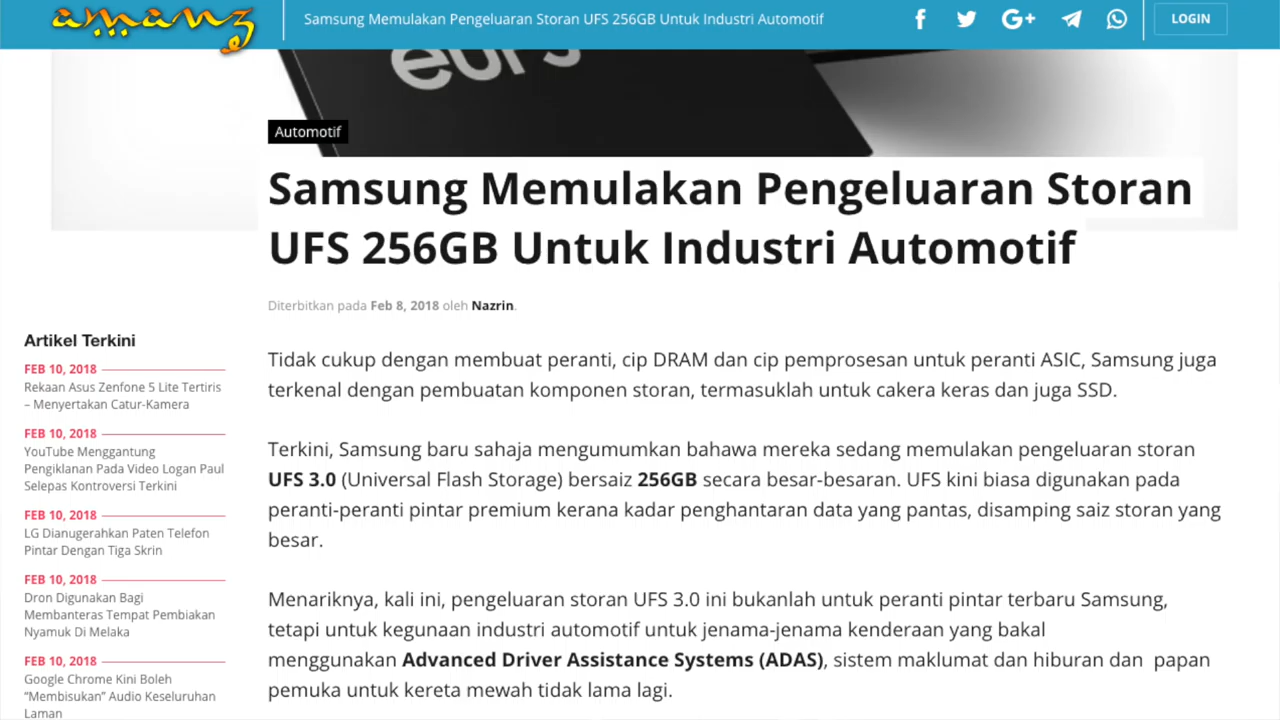 amanz
Samsung Memulakan Pengeluaran Storan UFS 256GB Untuk Industri Automotif
LOGIN
eUFS
Automotif
Samsung Memulakan Pengeluaran Storan
UFS 256GB Untuk Industri Automotif
Diterbitkan pada Feb 8, 2018 oleh Nazrin.
Artikel Terkini
FEB 10, 2018
Rekaan Asus Zenfone 5 Lite Tertiris
– Menyertakan Catur-Kamera
FEB 10, 2018
YouTube Menggantung
Pengiklanan Pada Video Logan Paul
Selepas Kontroversi Terkini
FEB 10, 2018
LG Dianugerahkan Paten Telefon
Pintar Dengan Tiga Skrin
FEB 10, 2018
Dron Digunakan Bagi
Membanteras Tempat Pembiakan
Nyamuk Di Melaka
FEB 10, 2018
Google Chrome Kini Boleh
“Membisukan” Audio Keseluruhan
Laman
Tidak cukup dengan membuat peranti, cip DRAM dan cip pemprosesan untuk peranti ASIC, Samsung juga
terkenal dengan pembuatan komponen storan, termasuklah untuk cakera keras dan juga SSD.
Terkini, Samsung baru sahaja mengumumkan bahawa mereka sedang memulakan pengeluaran storan
UFS 3.0 (Universal Flash Storage) bersaiz 256GB secara besar-besaran. UFS kini biasa digunakan pada
peranti-peranti pintar premium kerana kadar penghantaran data yang pantas, disamping saiz storan yang
besar.
Menariknya, kali ini, pengeluaran storan UFS 3.0 ini bukanlah untuk peranti pintar terbaru Samsung,
tetapi untuk kegunaan industri automotif untuk jenama-jenama kenderaan yang bakal
menggunakan Advanced Driver Assistance Systems (ADAS), sistem maklumat dan hiburan dan papan
pemuka untuk kereta mewah tidak lama lagi.